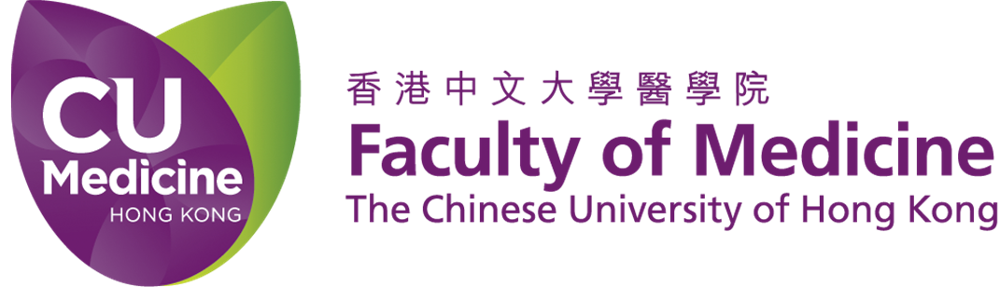 CU
Medicine
HONG KONG
香港中文大學醫學院
Faculty of Medicine
The Chinese University of Hong Kong